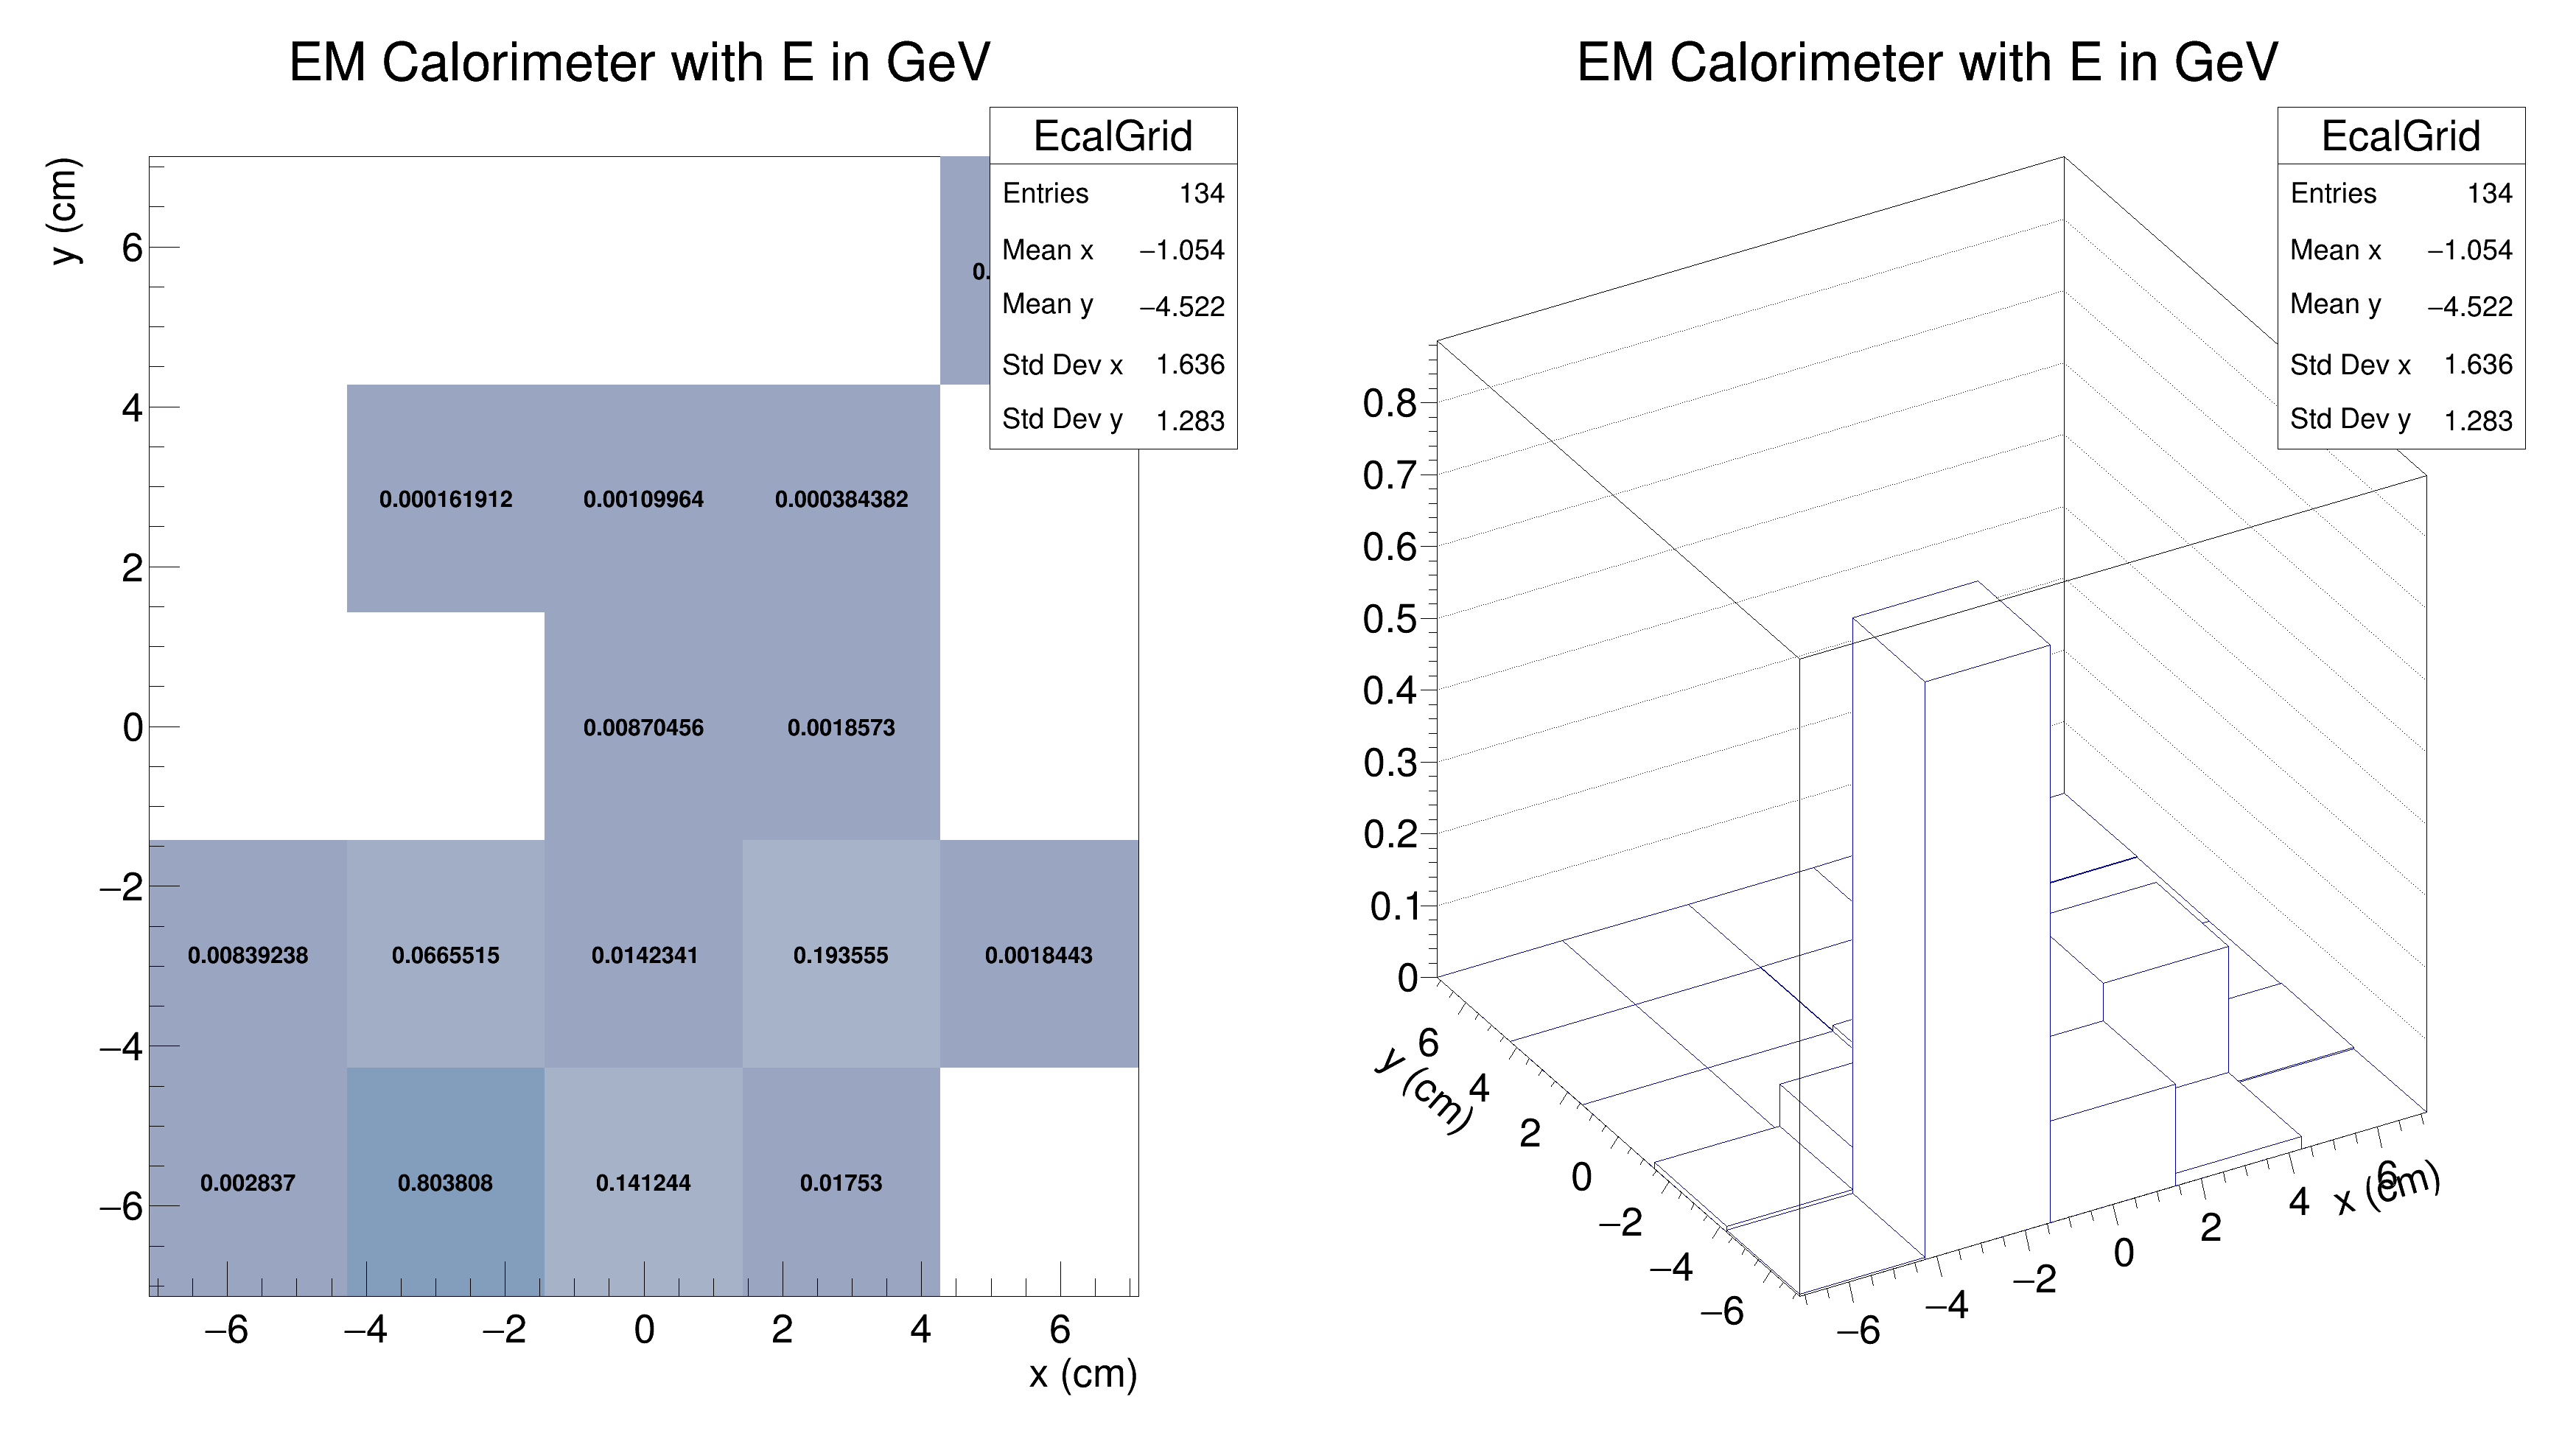 EM Calorimeter with E in GeV
EcalGrid
Entries 134
Mean x −1.054
Mean y −4.522
Std Dev x 1.636
Std Dev y 1.283
y (cm)
6
4
2
0
−2
−4
−6
0.
0.000161912 0.00109964 0.000384382
0.00870456 0.0018573
0.00839238 0.0665515 0.0142341 0.193555 0.0018443
0.002837 0.803808 0.141244 0.01753
−6 −4 −2 0 2 4 6
x (cm)
EM Calorimeter with E in GeV
EcalGrid
Entries 134
Mean x −1.054
Mean y −4.522
Std Dev x 1.636
Std Dev y 1.283
0.8
0.7
0.6
0.5
0.4
0.3
0.2
0.1
0
y (cm)
6
4
2
0
−2
−4
−6
−6
−4
−2
0
2
4
6
x (cm)